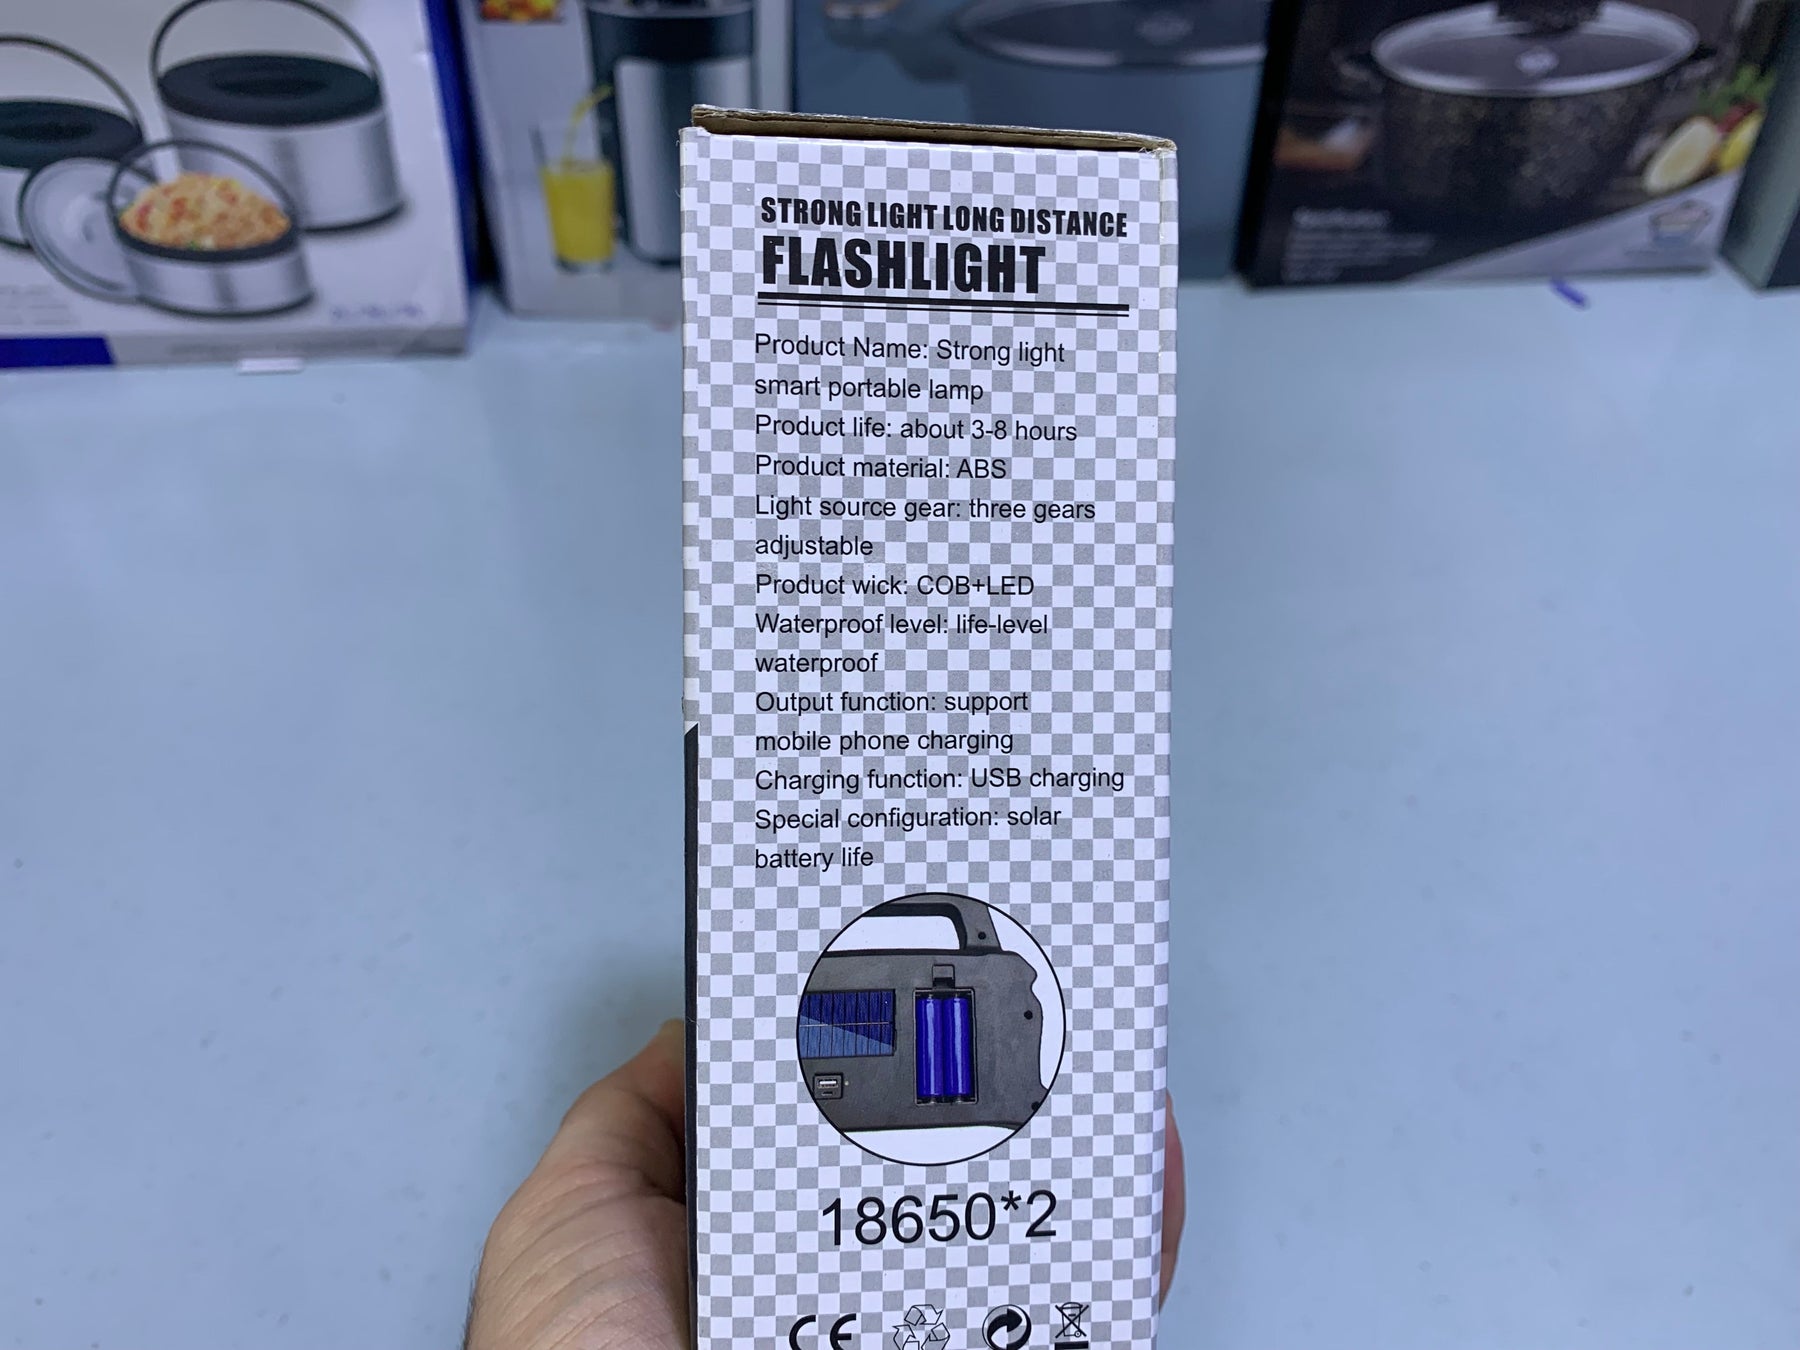 STRONG LIGHT LONG DISTANCE
FLASHLIGHT
Product Name: Strong light
smart portable lamp
Product life: about 3-8 hours
Product material: ABS
Light source gear: three gears
adjustable
Product wick: COB+LED
Waterproof level: life-level
waterproof
Output function: support
mobile phone charging
Charging function: USB charging
Special configuration: solar
battery life
18650*2
CE